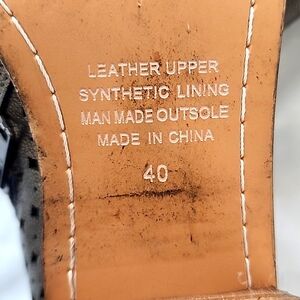 LEATHER UPPER
SYNTHETIC LINING
MAN MADE OUTSOLE
MADE IN CHINA
40